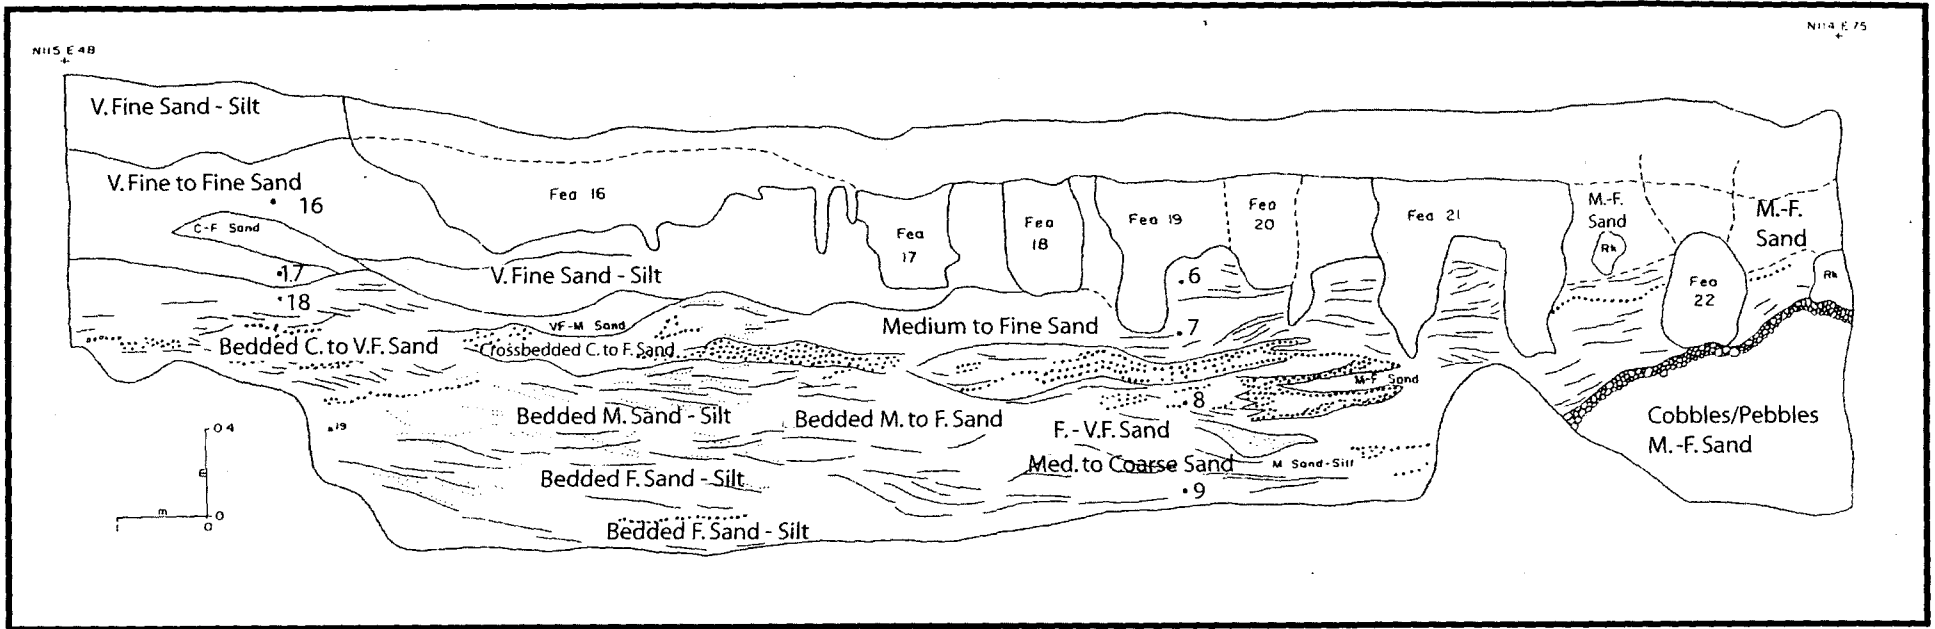 N115 E 48
N114 E 75
V. Fine Sand - Silt
V. Fine to Fine Sand
16
C-F Sand
17
18
Fea 16
V. Fine Sand - Silt
Fea
17
Fea
18
Fea 19
Fea
20
Fea 21
M.-F.
Sand
Rk
M.-F.
Sand
Rk
Fea
22
6
7
Medium to Fine Sand
VF-M Sand
Crossbedded C. to F. Sand
Bedded C. to V.F. Sand
M-F Sand
8
Bedded M. Sand - Silt
Bedded M. to F. Sand
F. - V.F. Sand
Cobbles/Pebbles
M. -F. Sand
19
Med. to Coarse Sand
M Sand-Silt
Bedded F. Sand - Silt
9
Bedded F. Sand - Silt
0.4
m
0
m
1
0